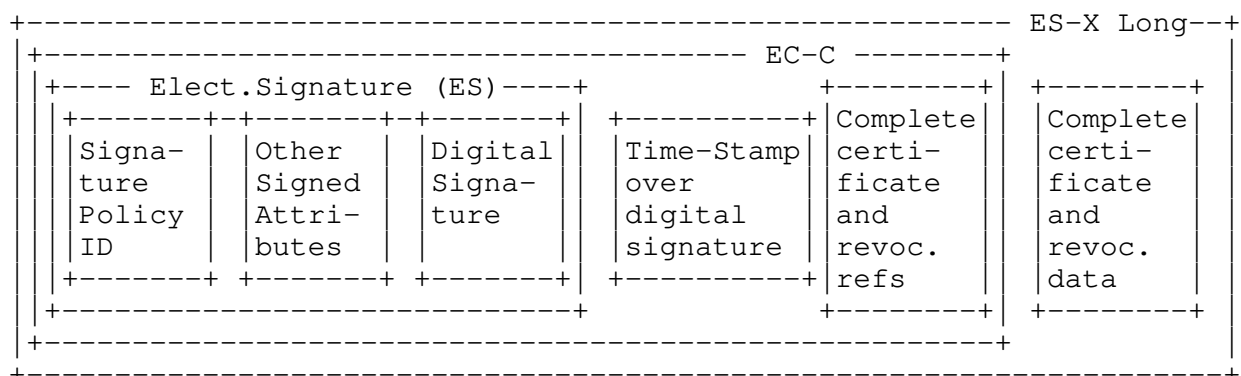 ES-X Long
EC-C
Elect.Signature (ES)
Signa-
ture
Policy
ID
Other
Signed
Attri-
butes
Digital
Signa-
ture
Time-Stamp
over
digital
signature
Complete
certi-
ficate
and
revoc.
refs
Complete
certi-
ficate
and
revoc.
data